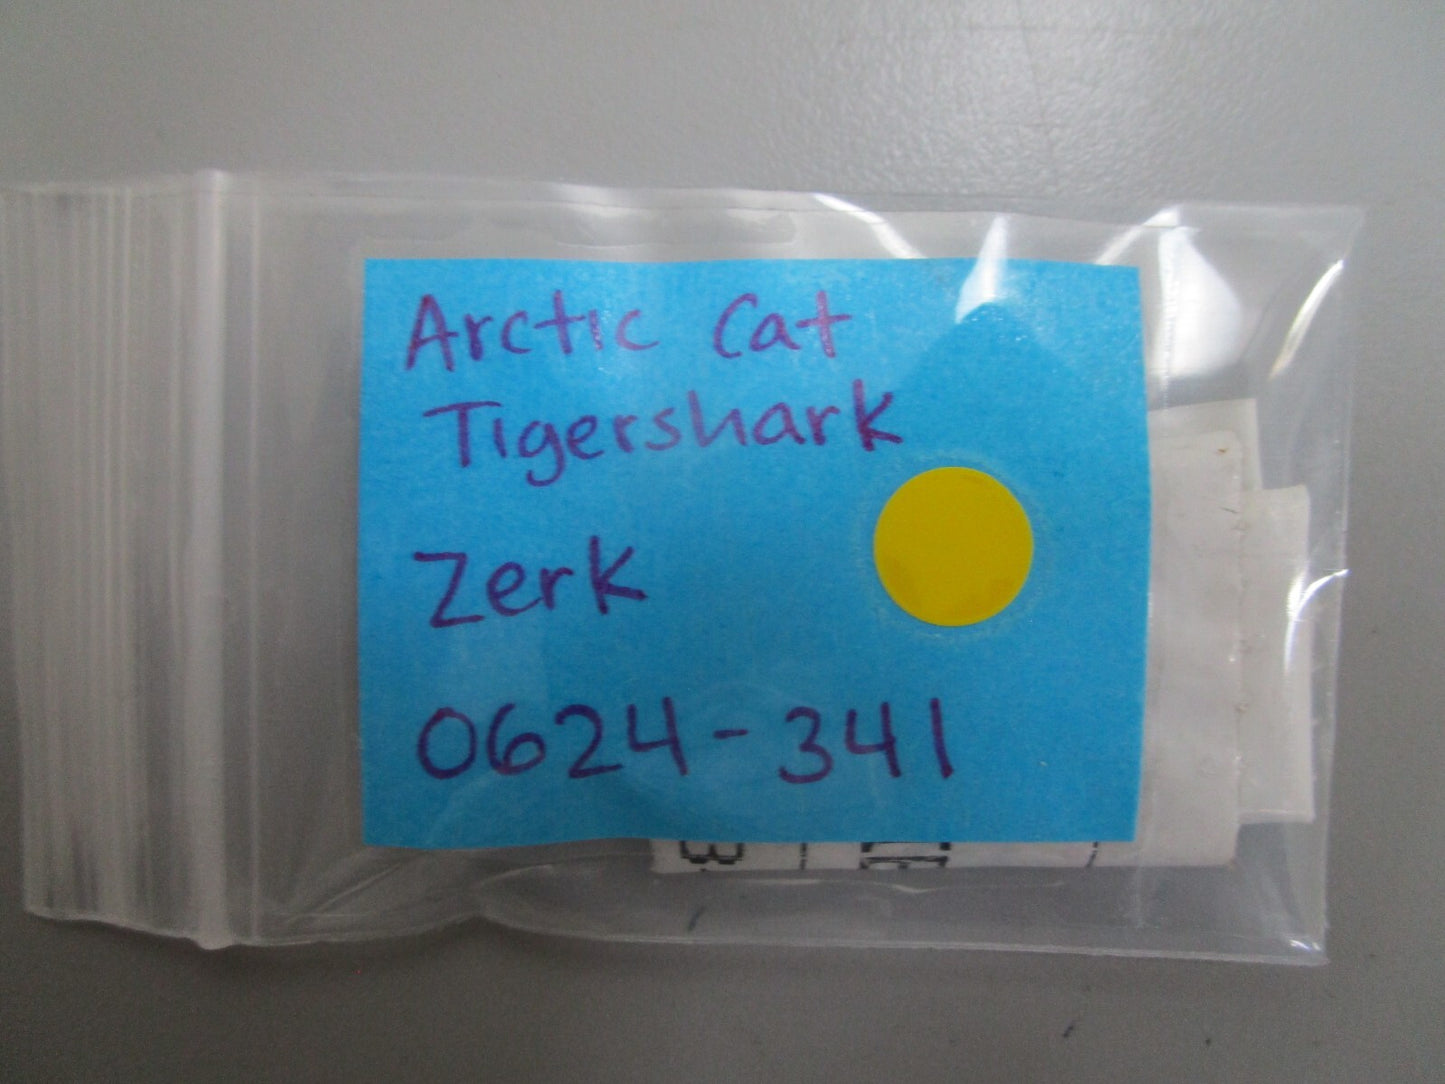 Arctic Cat
Tigershark
Zerk
0624-341